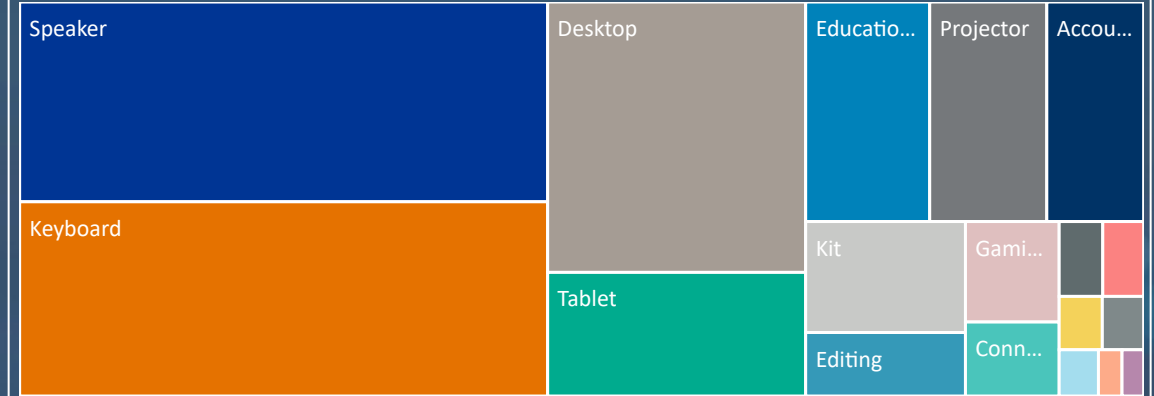 Speaker
Keyboard
Desktop
Tablet
Educatio...
Projector
Accou...
Kit
Editing
Gami...
Conn...